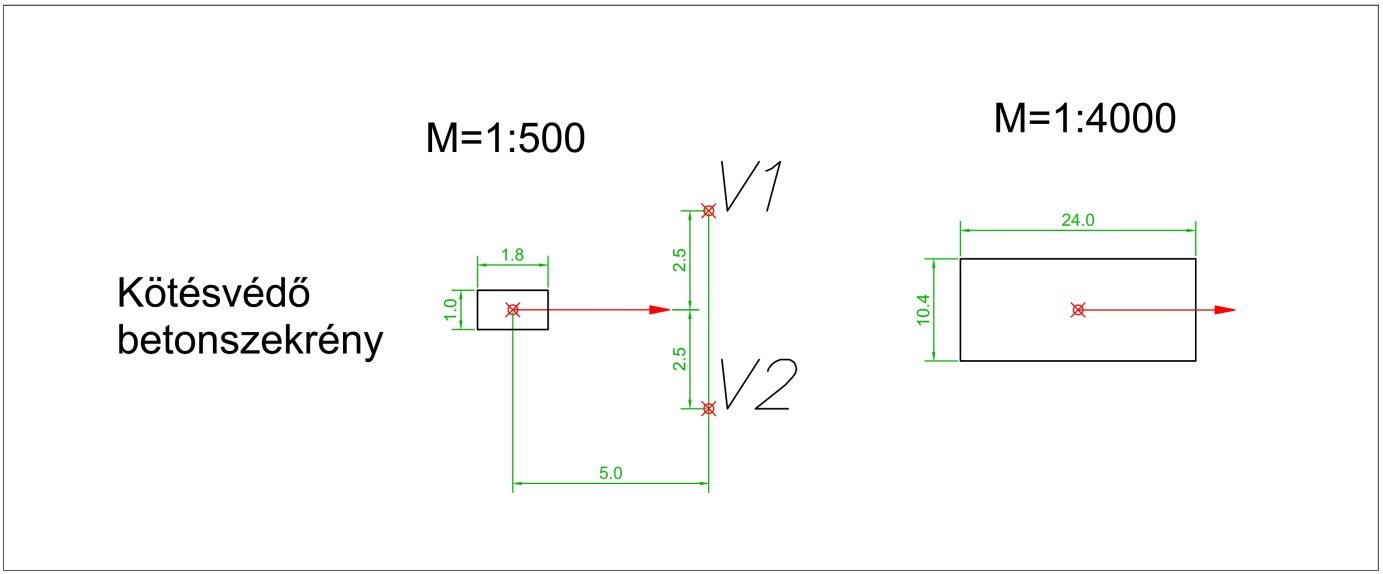 M=1:500
M=1:4000
V1
24.0
1.8
2.5
1.0
10.4
Kötésvédő
betonszekrény
2.5
V2
5.0